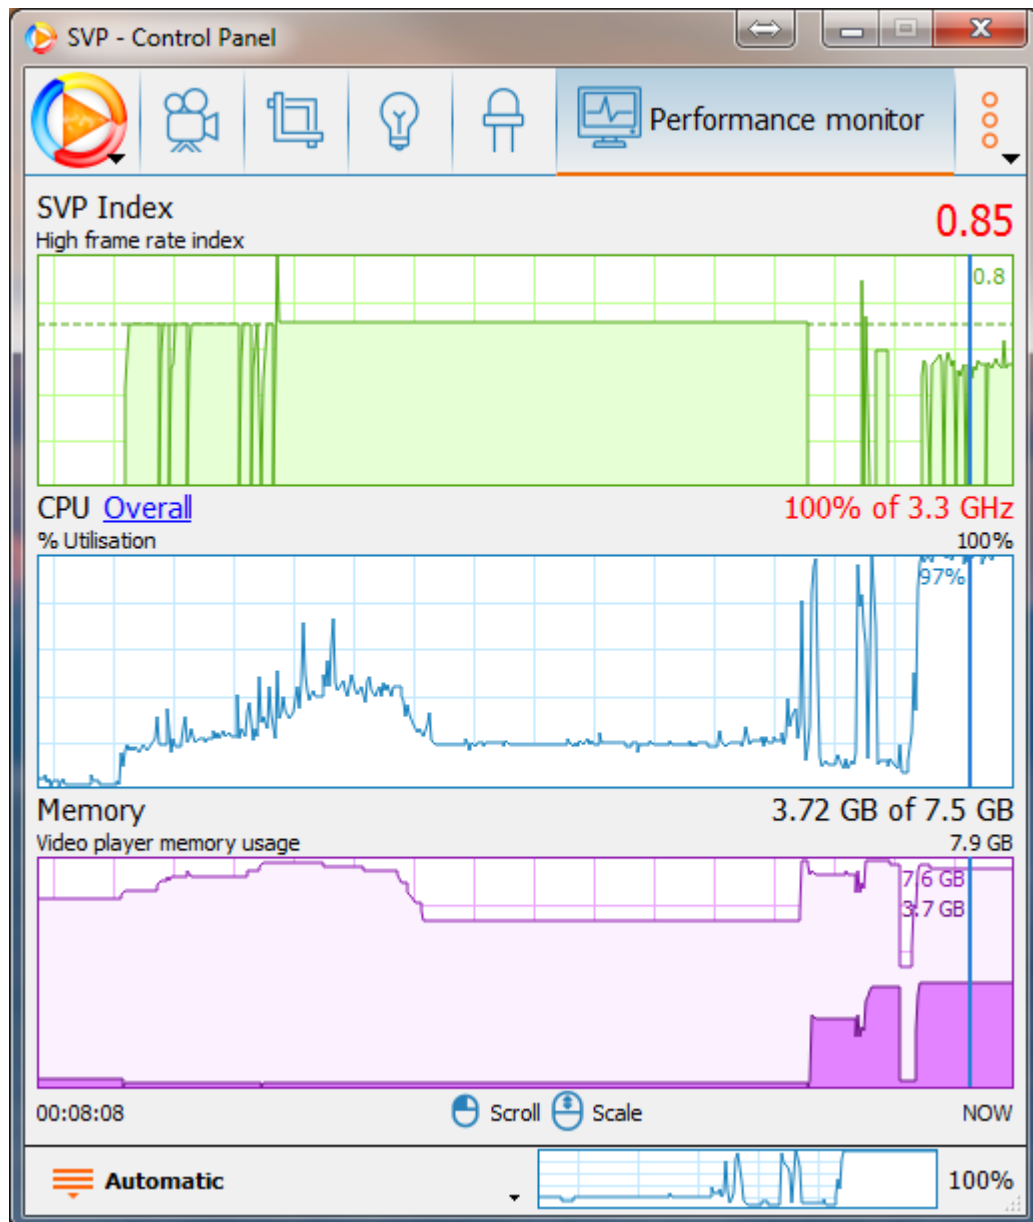 SVP - Control Panel
Performance monitor
SVP Index
0.85
High frame rate index
0.8
CPU Overall
100% of 3.3 GHz
% Utilisation
100%
97%
Memory
3.72 GB of 7.5 GB
Video player memory usage
7.9 GB
7.6 GB
3.7 GB
00:08:08
Scroll
Scale
NOW
Automatic
100%